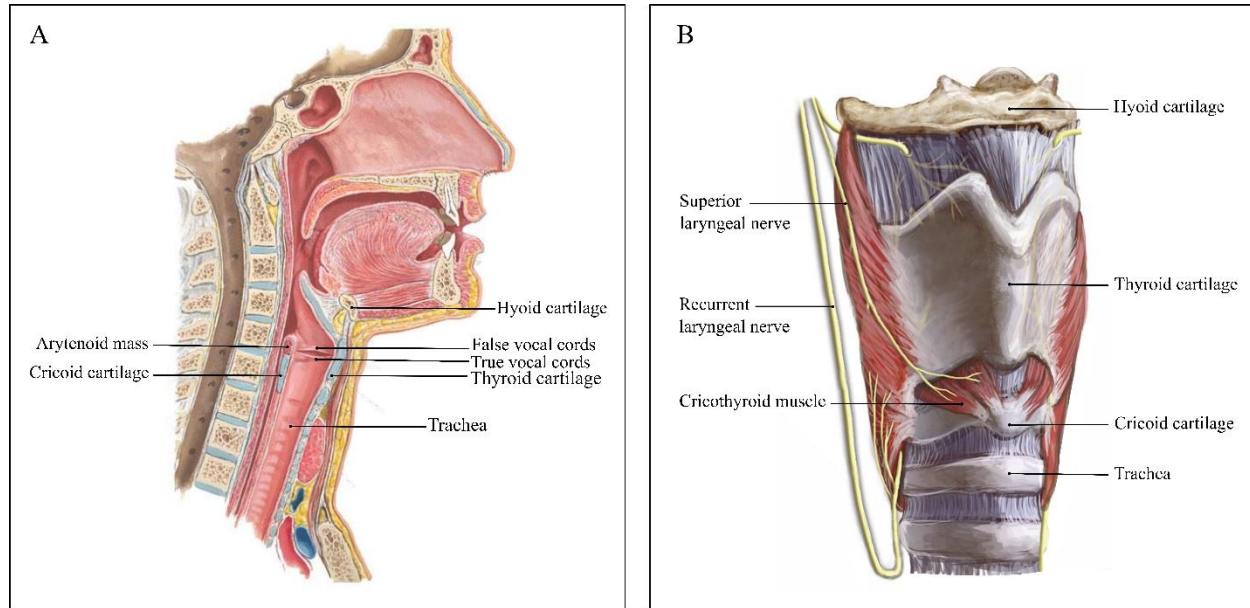 A
Hyoid cartilage
Arytenoid mass
False vocal cords
True vocal cords
Cricoid cartilage
Thyroid cartilage
Trachea
B
Hyoid cartilage
Superior
laryngeal nerve
Thyroid cartilage
Recurrent
laryngeal nerve
Cricothyroid muscle
Cricoid cartilage
Trachea